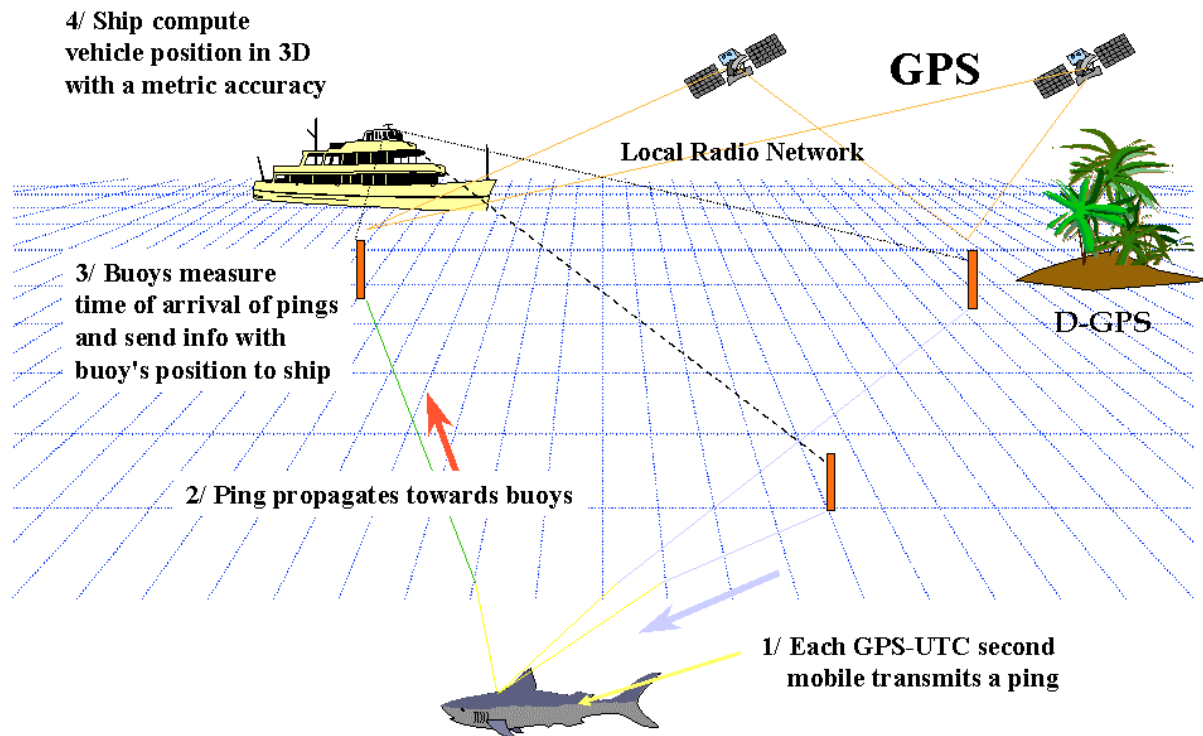 4/ Ship compute
vehicle position in 3D
with a metric accuracy
GPS
Local Radio Network
3/ Buoys measure
time of arrival of pings
and send info with
buoy's position to ship
D-GPS
2/ Ping propagates towards buoys
1/ Each GPS-UTC second
mobile transmits a ping